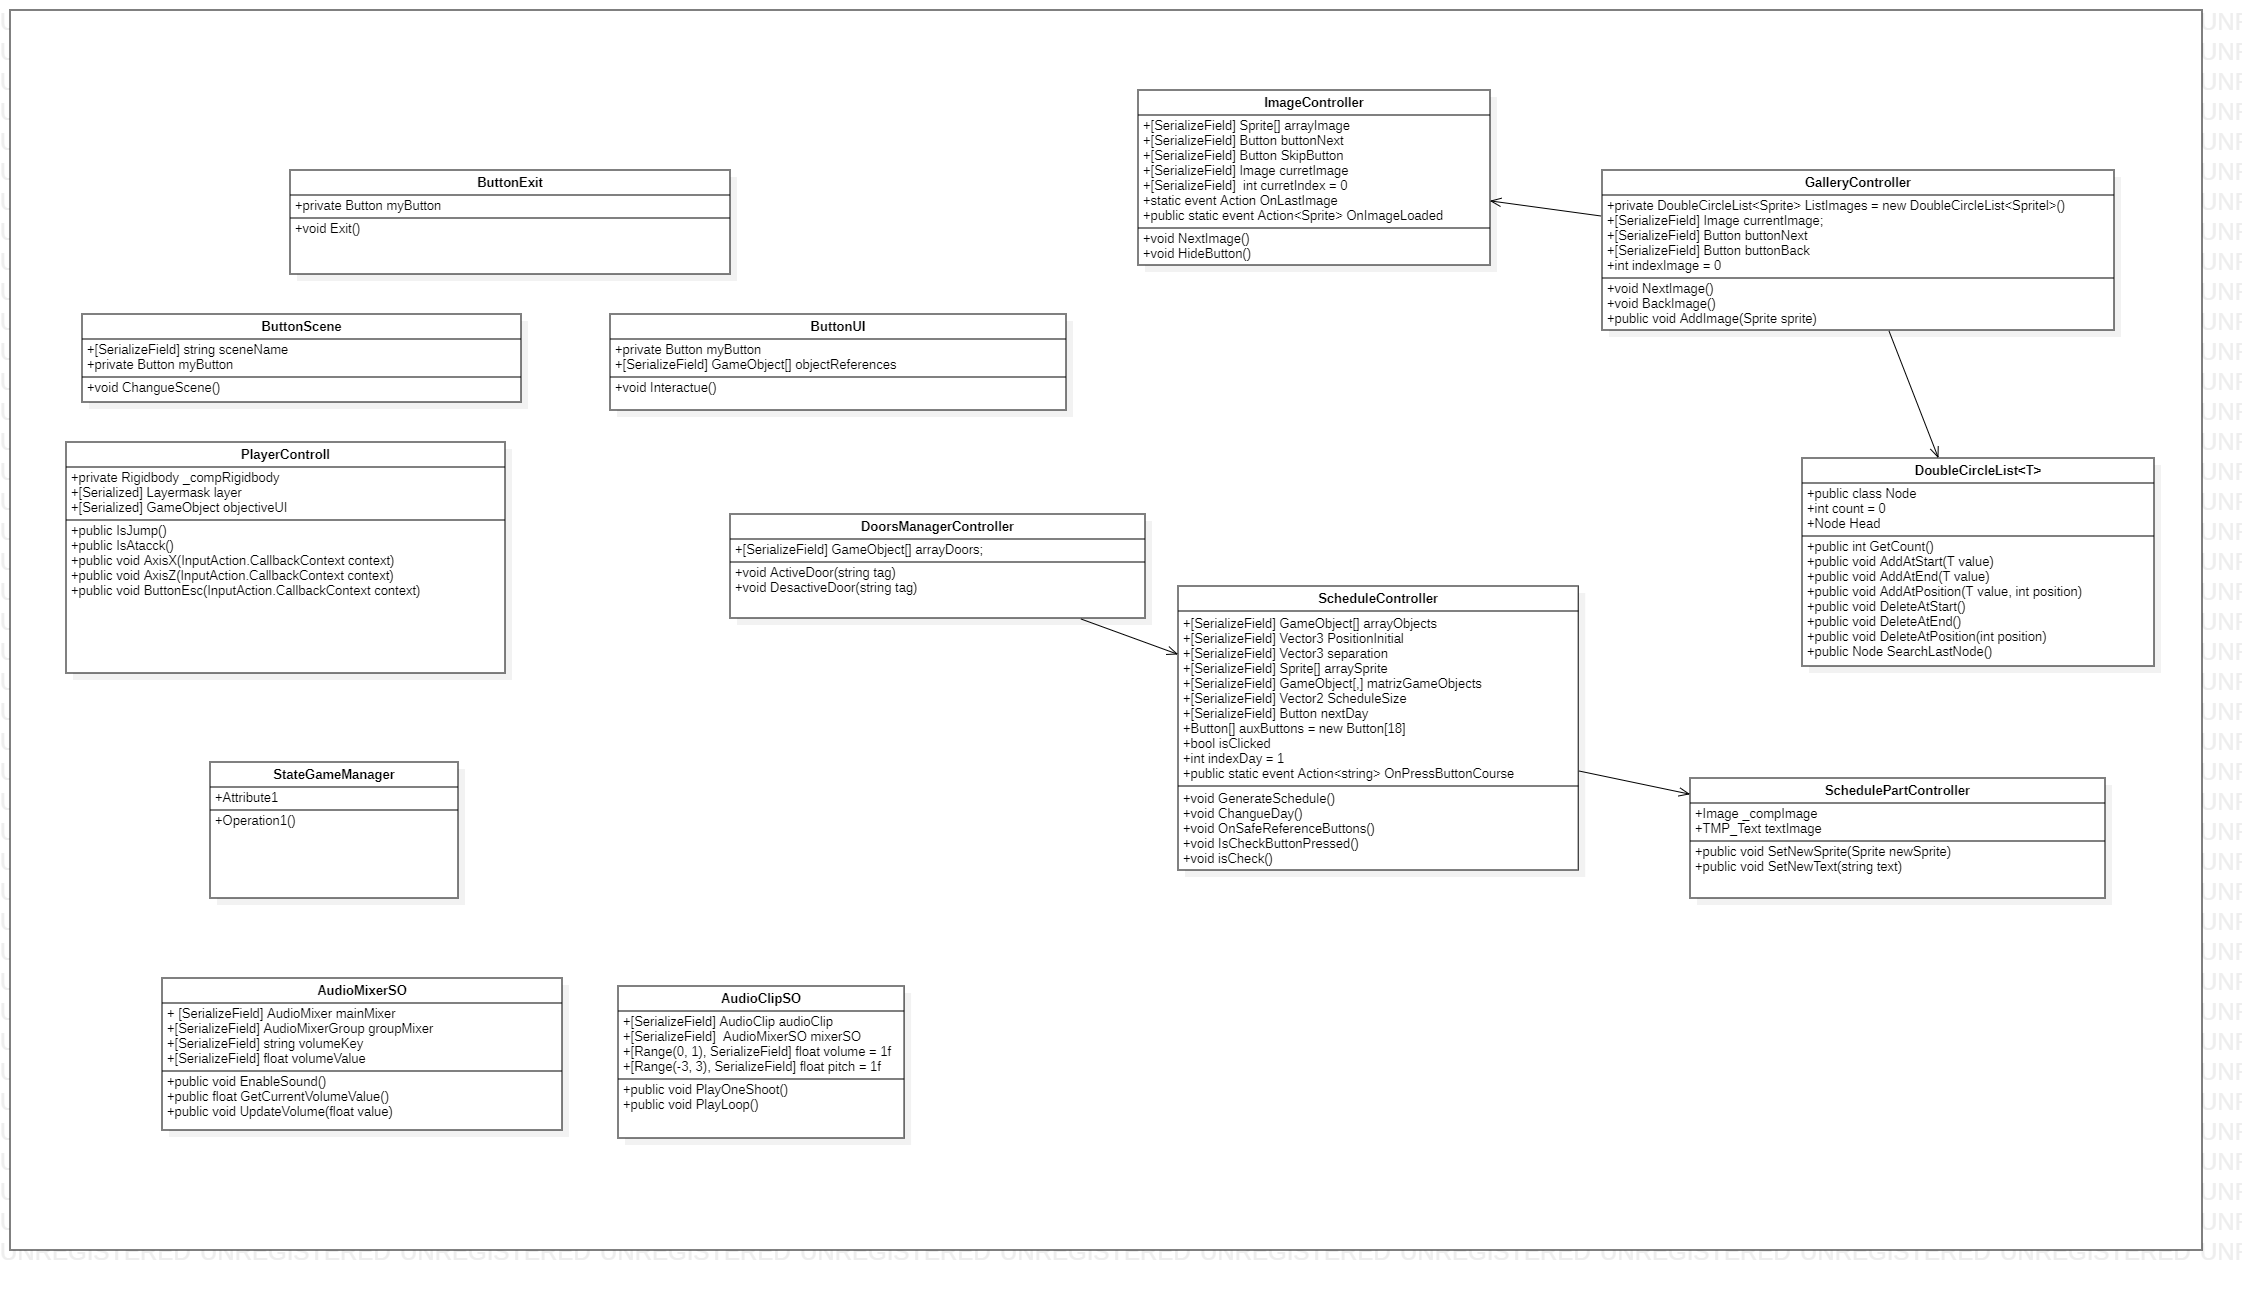 ImageController
+[SerializeField] Sprite[] arrayImage
+[SerializeField] Button buttonNext
+[SerializeField] Button SkipButton
+[SerializeField] Image curretImage
+[SerializeField]  int curretIndex = 0
+static event Action OnLastImage
+public static event Action<Sprite> OnImageLoaded
+void NextImage()
+void HideButton()
ButtonExit
+private Button myButton
+void Exit()
GalleryController
+private DoubleCircleList<Sprite> ListImages = new DoubleCircleList<Spritel>()
+[SerializeField] Image currentImage;
+[SerializeField] Button buttonNext
+[SerializeField] Button buttonBack
+int indexImage = 0
+void NextImage()
+void BackImage()
+public void AddImage(Sprite sprite)
ButtonScene
+[SerializeField] string sceneName
+private Button myButton
+void ChangueScene()
ButtonUI
+private Button myButton
+[SerializeField] GameObject[] objectReferences
+void Interactue()
PlayerControll
+private Rigidbody _compRigidbody
+[Serialized] Layermask layer
+[Serialized] GameObject objectiveUI
+public IsJump()
+public IsAtacck()
+public void AxisX(InputAction.CallbackContext context)
+public void AxisZ(InputAction.CallbackContext context)
+public void ButtonEsc(InputAction.CallbackContext context)
DoubleCircleList<T>
+public class Node
+int count = 0
+Node Head
+public int GetCount()
+public void AddAtStart(T value)
+public void AddAtEnd(T value)
+public void AddAtPosition(T value, int position)
+public void DeleteAtStart()
+public void DeleteAtEnd()
+public void DeleteAtPosition(int position)
+public Node SearchLastNode()
DoorsManagerController
+[SerializeField] GameObject[] arrayDoors;
+void ActiveDoor(string tag)
+void DesactiveDoor(string tag)
ScheduleController
+[SerializeField] GameObject[] arrayObjects
+[SerializeField] Vector3 PositionInitial
+[SerializeField] Vector3 separation
+[SerializeField] Sprite[] arraySprite
+[SerializeField] GameObject[,] matrizGameObjects
+[SerializeField] Vector2 ScheduleSize
+[SerializeField] Button nextDay
+Button[] auxButtons = new Button[18]
+bool isClicked
+int indexDay = 1
+public static event Action<string> OnPressButtonCourse
+void GenerateSchedule()
+void ChangueDay()
+void OnSafeReferenceButtons()
+void IsCheckButtonPressed()
+void isCheck()
StateGameManager
+Attribute1
+Operation1()
SchedulePartController
+Image _compImage
+TMP_Text textImage
+public void SetNewSprite(Sprite newSprite)
+public void SetNewText(string text)
AudioMixerSO
+ [SerializeField] AudioMixer mainMixer
+[SerializeField] AudioMixerGroup groupMixer
+[SerializeField] string volumeKey
+[SerializeField] float volumeValue
+public void EnableSound()
+public float GetCurrentVolumeValue()
+public void UpdateVolume(float value)
AudioClipSO
+[SerializeField] AudioClip audioClip
+[SerializeField]  AudioMixerSO mixerSO
+[Range(0, 1), SerializeField] float volume = 1f
+[Range(-3, 3), SerializeField] float pitch = 1f
+public void PlayOneShoot()
+public void PlayLoop()
UNREGISTERED UNREGISTERED UNREGISTERED UNREGISTERED UNREGISTERED UNREGISTERED UNREGISTERED UNREGISTERED UNREGISTERED UNREGISTERED UNREGISTERED